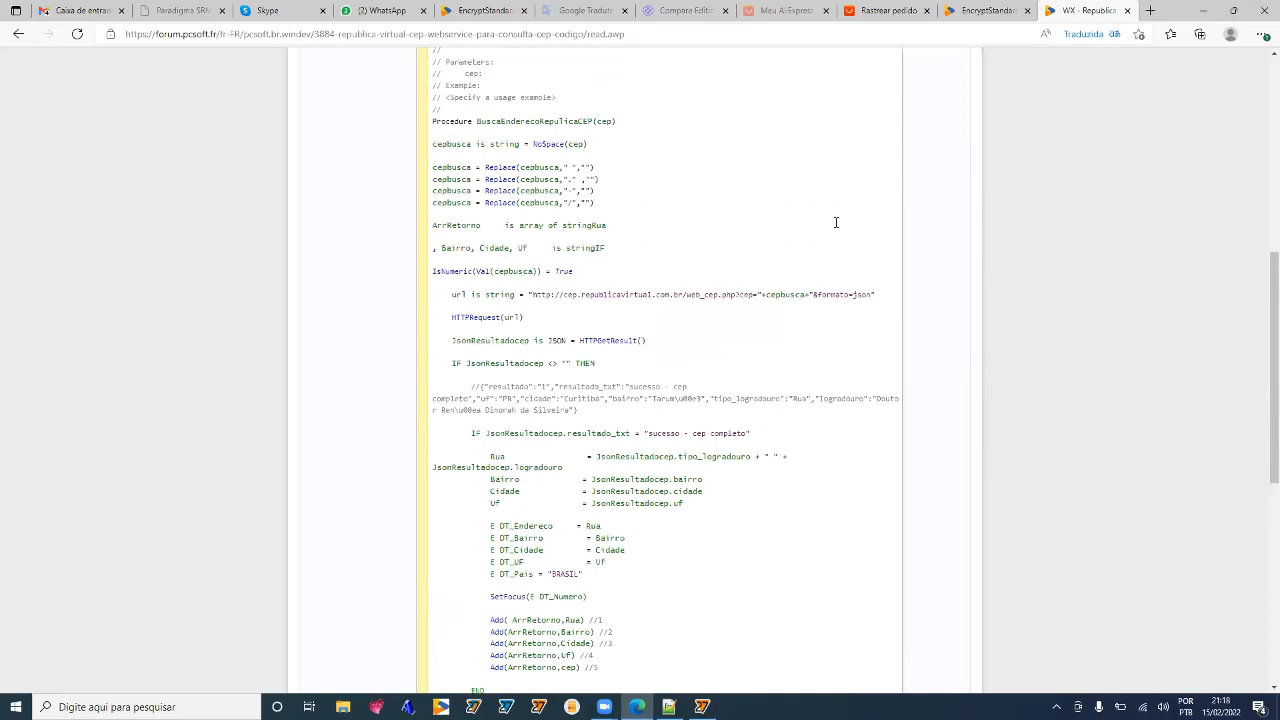 Caixa de entrad
Paradigma SRM
Skype
(2) WhatsApp
EncryptStandard
Google Tradutor
Compare Editio
Meu AliExpress
Rastrear pedido
EncryptStandard
WX - Republica
https://forum.pcsoft.fr/fr-FR/pcsoft.br.windev/3884-republica-virtual-cep-webservice-para-consulta-cep-codigo/read.awp
Traduzida
//
// Parameters:
// cep:
// Example:
// <Specify a usage example>
//
Procedure BuscaEnderecoRepulicaCEP(cep)
cepbusca is string = NoSpace(cep)
cepbusca = Replace(cepbusca," ","")
cepbusca = Replace(cepbusca,"." ,"")
cepbusca = Replace(cepbusca,"-","")
cepbusca = Replace(cepbusca,"/","")
ArrRetorno is array of stringRua
, Bairro, Cidade, Uf is stringIF
IsNumeric(Val(cepbusca)) = True
url is string = "http://cep.republicavirtual.com.br/web_cep.php?cep="+cepbusca+"&formato=json"
HTTPRequest(url)
JsonResultadocep is JSON = HTTPGetResult()
IF JsonResultadocep <> "" THEN
//{"resultado":"1","resultado_txt":"sucesso - cep
completo","uf":"PR","cidade":"Curitiba","bairro":"Tarum\u00e3","tipo_logradouro":"Rua","logradouro":"Douto
r Ren\u00ea Dinorah da Silveira"}
IF JsonResultadocep.resultado_txt = "sucesso - cep completo"
Rua = JsonResultadocep.tipo_logradouro + " " +
JsonResultadocep.logradouro
Bairro = JsonResultadocep.bairro
Cidade = JsonResultadocep.cidade
Uf = JsonResultadocep.uf
E DT_Endereco = Rua
E DT_Bairro = Bairro
E DT_Cidade = Cidade
E DT_UF = Uf
E DT_Pais = "BRASIL"
SetFocus(E DT_Numero)
Add( ArrRetorno,Rua) //1
Add(ArrRetorno,Bairro) //2
Add(ArrRetorno,Cidade) //3
Add(ArrRetorno,Uf) //4
Add(ArrRetorno,cep) //5
END
Digite aqui para pesquisar
POR
PTB
21:18
15/02/2022